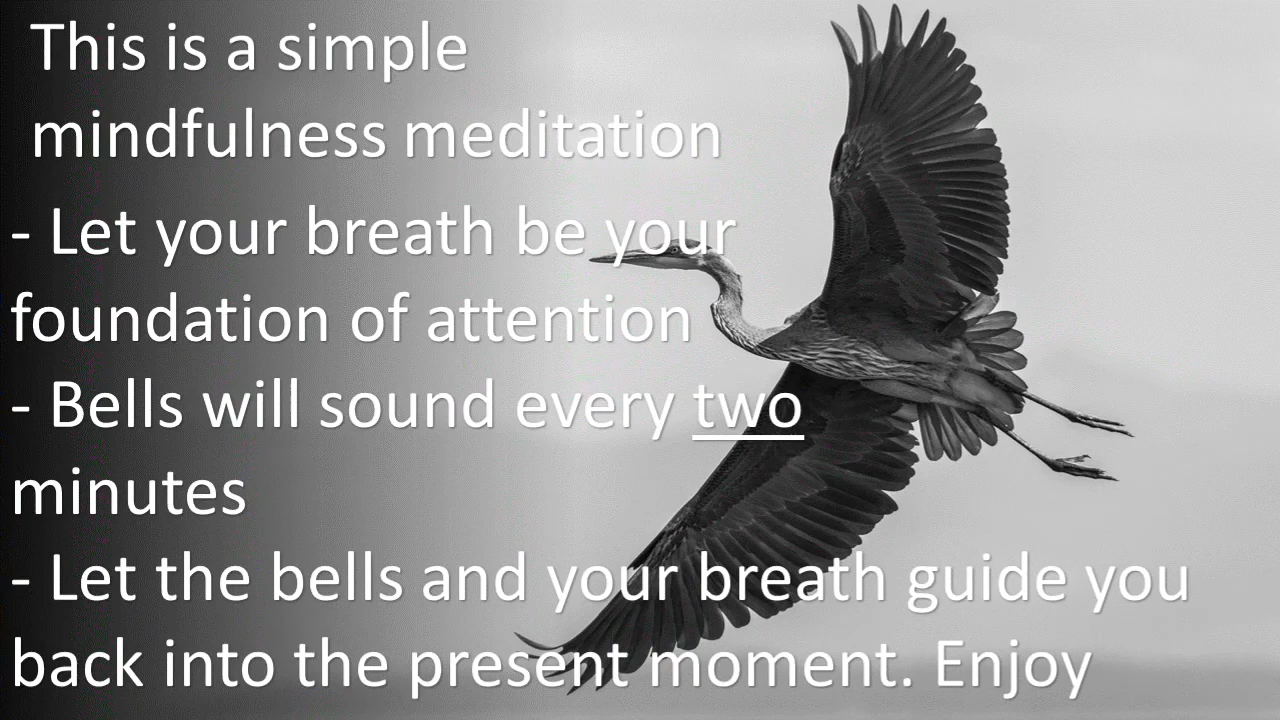 This is a simple
mindfulness meditation
- Let your breath be your
foundation of attention
- Bells will sound every two
minutes
- Let the bells and your breath guide you
back into the present moment. Enjoy